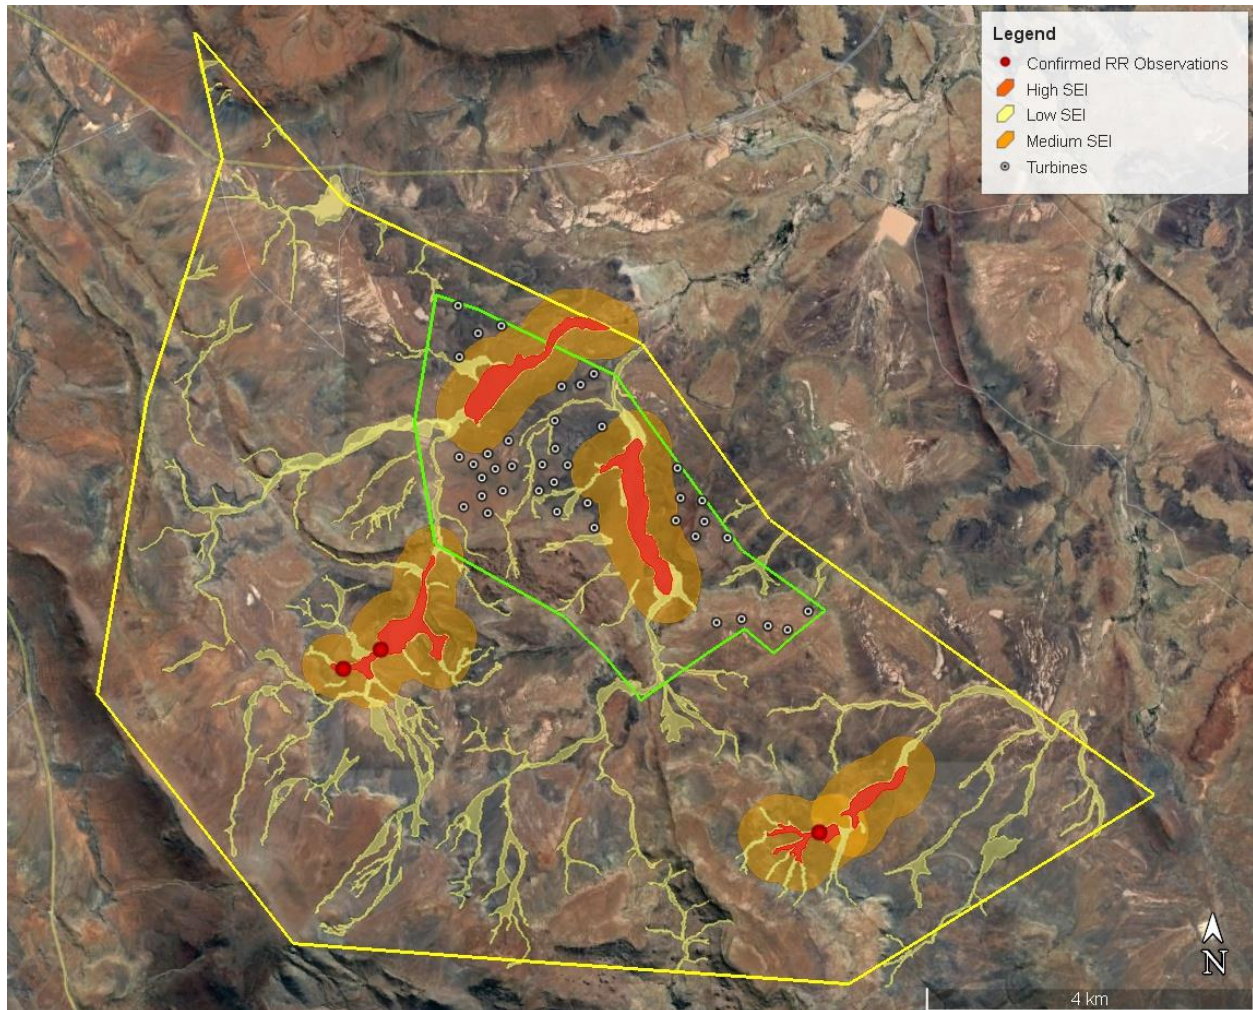 Legend
Confirmed RR Observations
High SEI
Low SEI
Medium SEI
Turbines
N
4 km